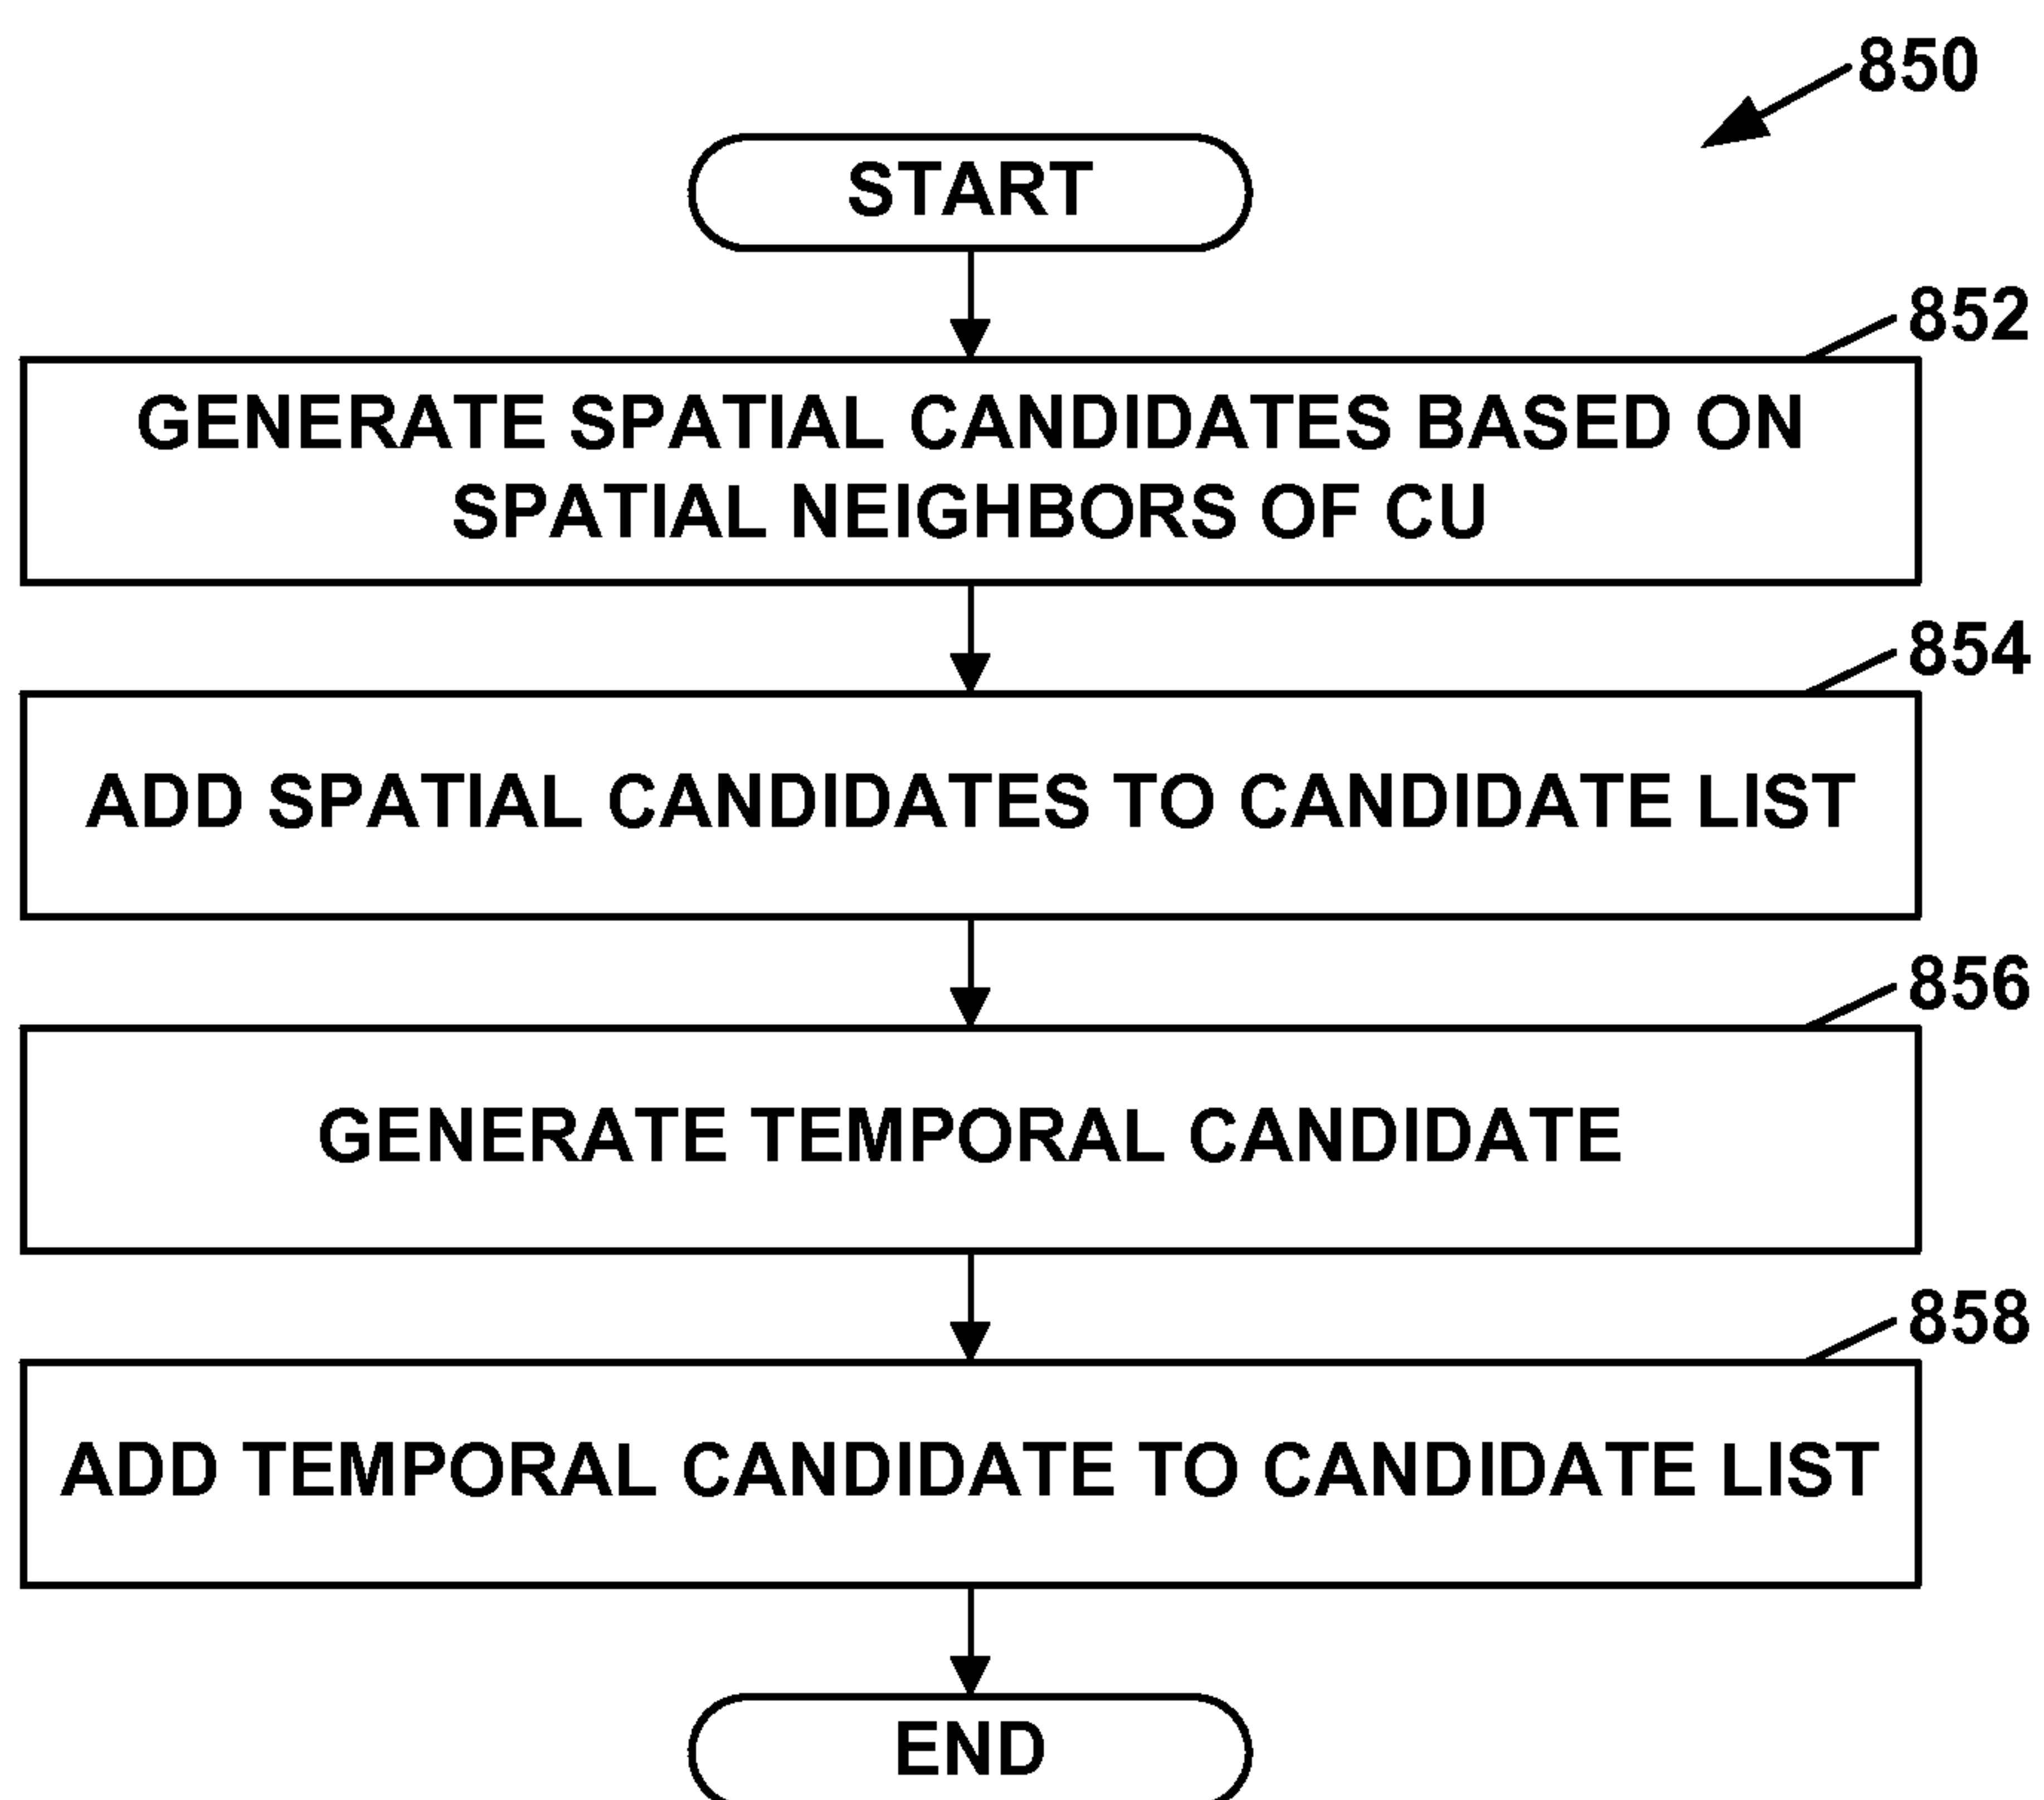 850
START
852
GENERATE SPATIAL CANDIDATES BASED ON
SPATIAL NEIGHBORS OF CU
854
ADD SPATIAL CANDIDATES TO CANDIDATE LIST
856
GENERATE TEMPORAL CANDIDATE
858
ADD TEMPORAL CANDIDATE TO CANDIDATE LIST
END